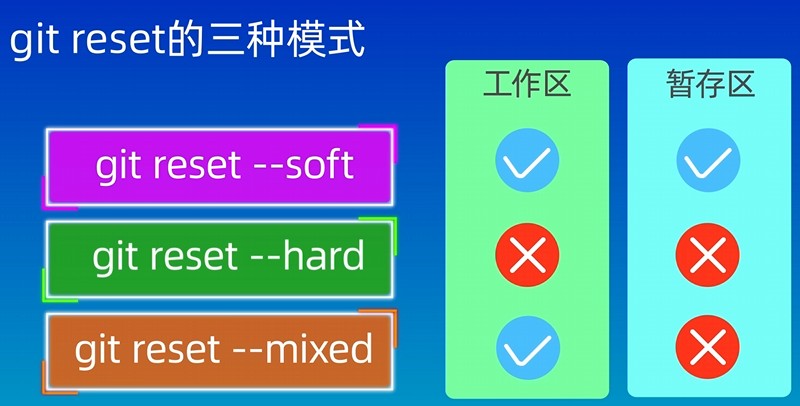 git reset的三种模式
工作区
暂存区
git reset --soft
git reset --hard
git reset --mixed